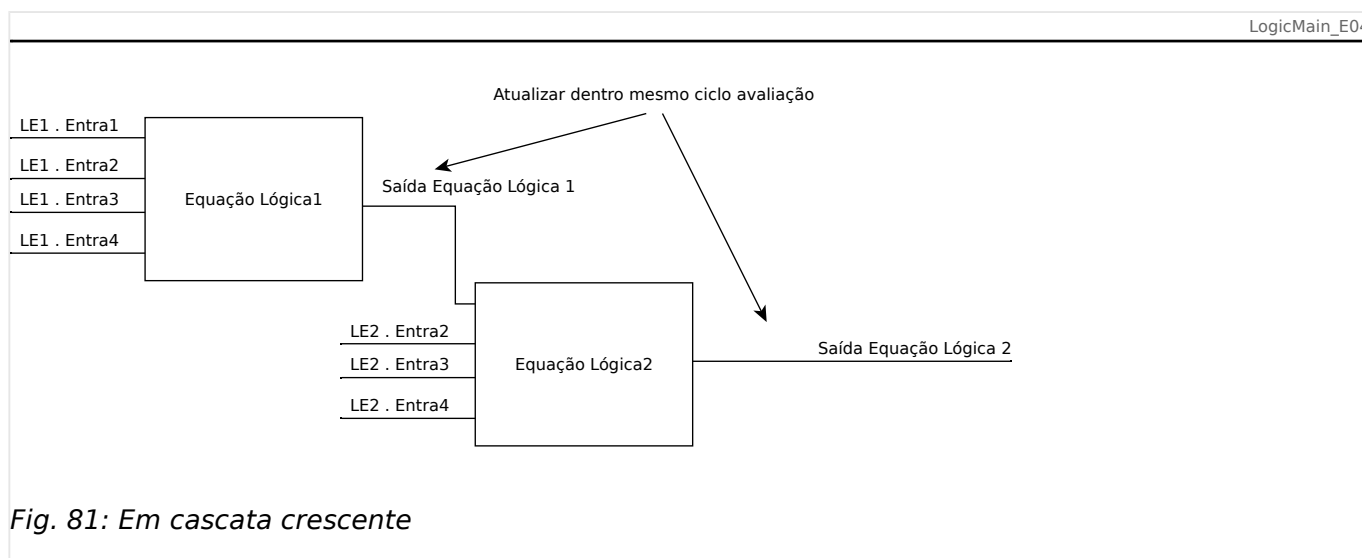 LogicMain_E04
Atualizar dentro mesmo ciclo avaliação
LE1 . Entra1
LE1 . Entra2
LE1 . Entra3
LE1 . Entra4
Equação Lógica1
Saída Equação Lógica 1
LE2 . Entra2
LE2 . Entra3
LE2 . Entra4
Equação Lógica2
Saída Equação Lógica 2
Fig. 81: Em cascata crescente